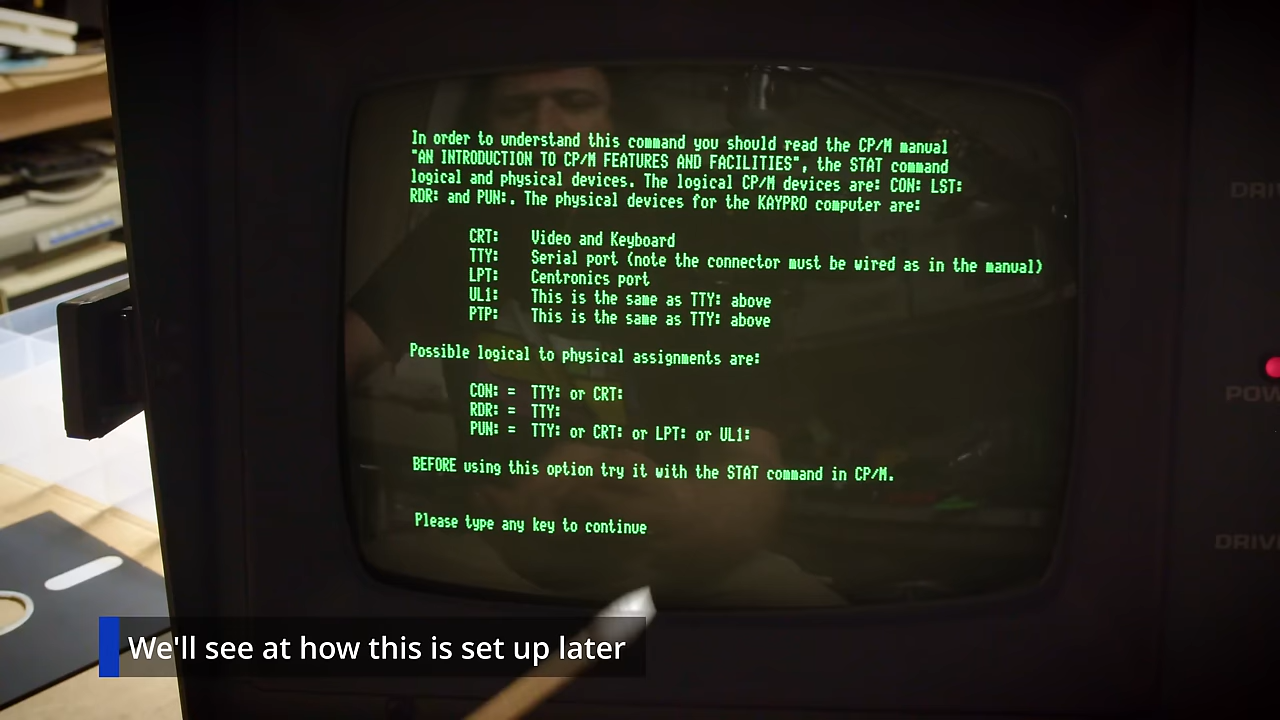 In order to understand this command you should read the CP/M manual
"AN INTRODUCTION TO CP/M FEATURES AND FACILITIES", the STAT command
logical and physical devices. The logical CP/M devices are: CON: LST:
RDR: and PUN:. The physical devices for the KAYPRO computer are:
CRT: Video and Keyboard
TTY: Serial port (note the connector must be wired as in the manual)
LPT: Centronics port
UL1: This is the same as TTY: above
PTP: This is the same as TTY: above
Possible logical to physical assignments are:
CON: = TTY: or CRT:
RDR: = TTY:
PUN: = TTY: or CRT: or LPT: or UL1:
BEFORE using this option try it with the STAT command in CP/M.
Please type any key to continue
We'll see at how this is set up later